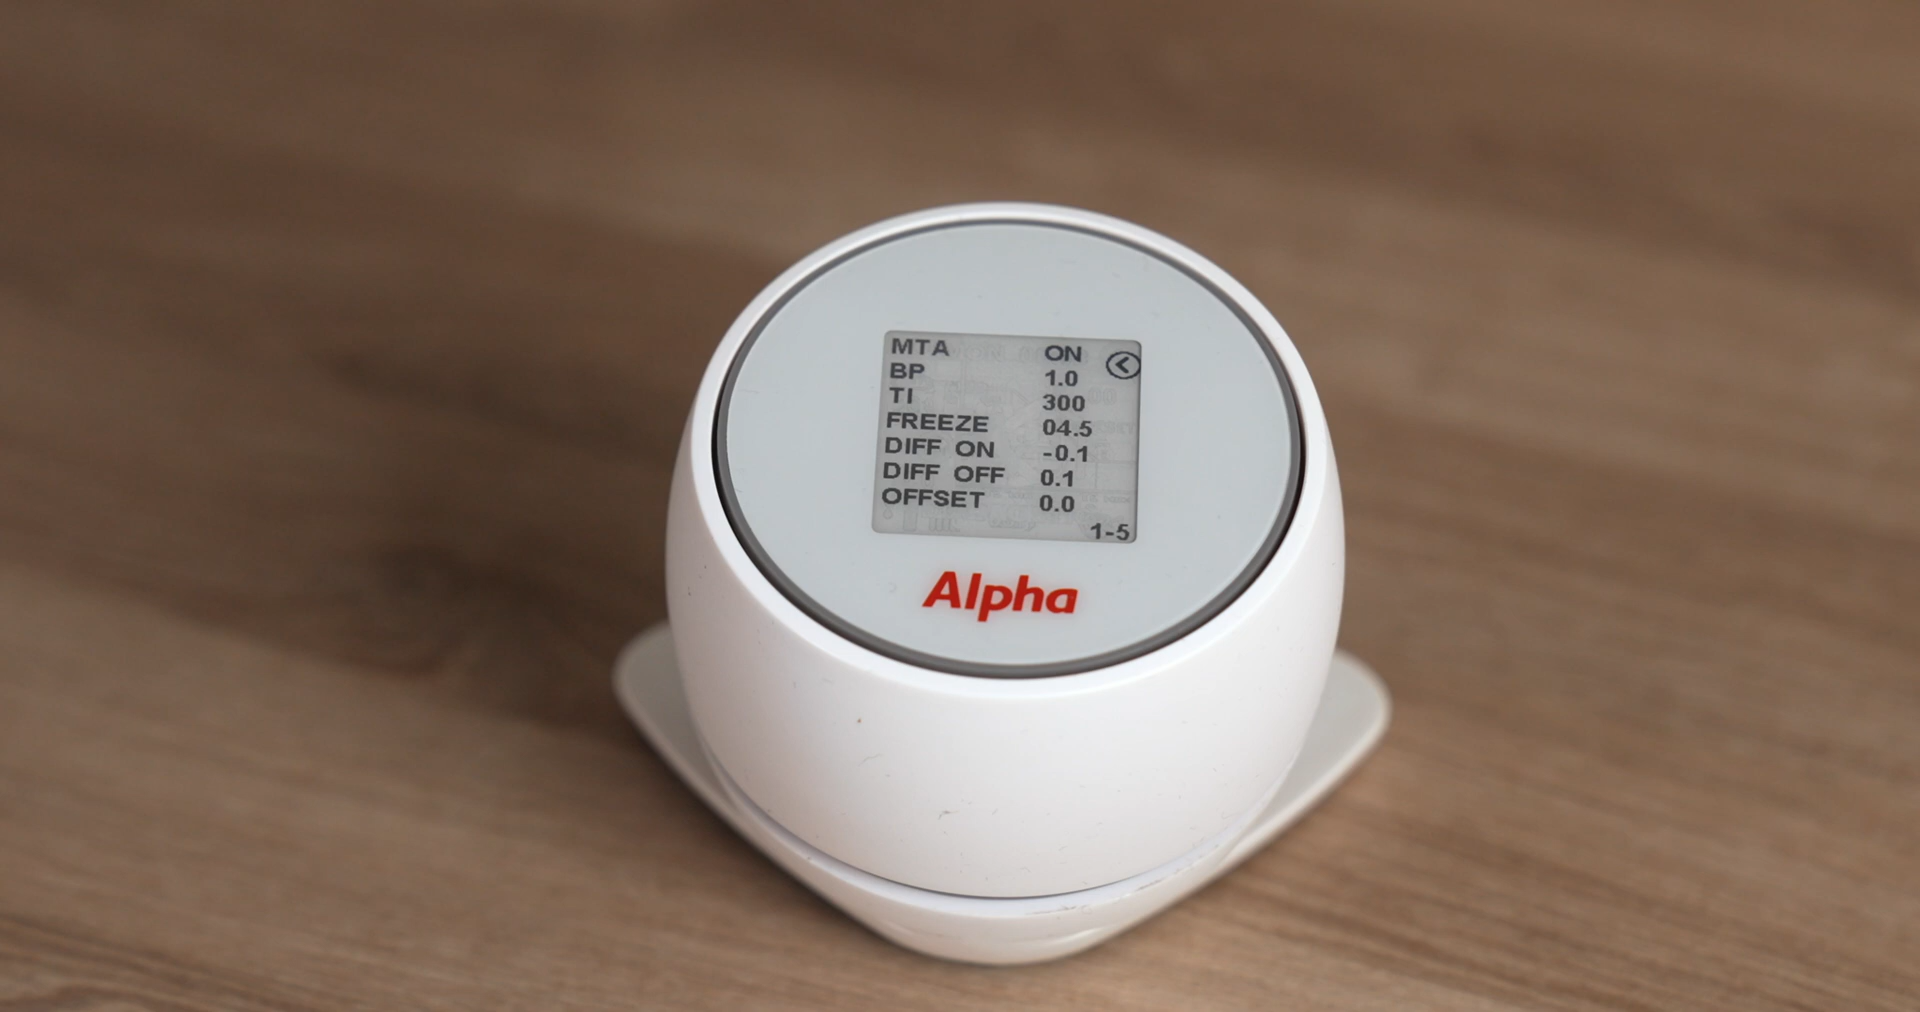 MTA ON
BP 1.0
TI 300
FREEZE 04.5
DIFF ON -0.1
DIFF OFF 0.1
OFFSET 0.0
1-5
Alpha